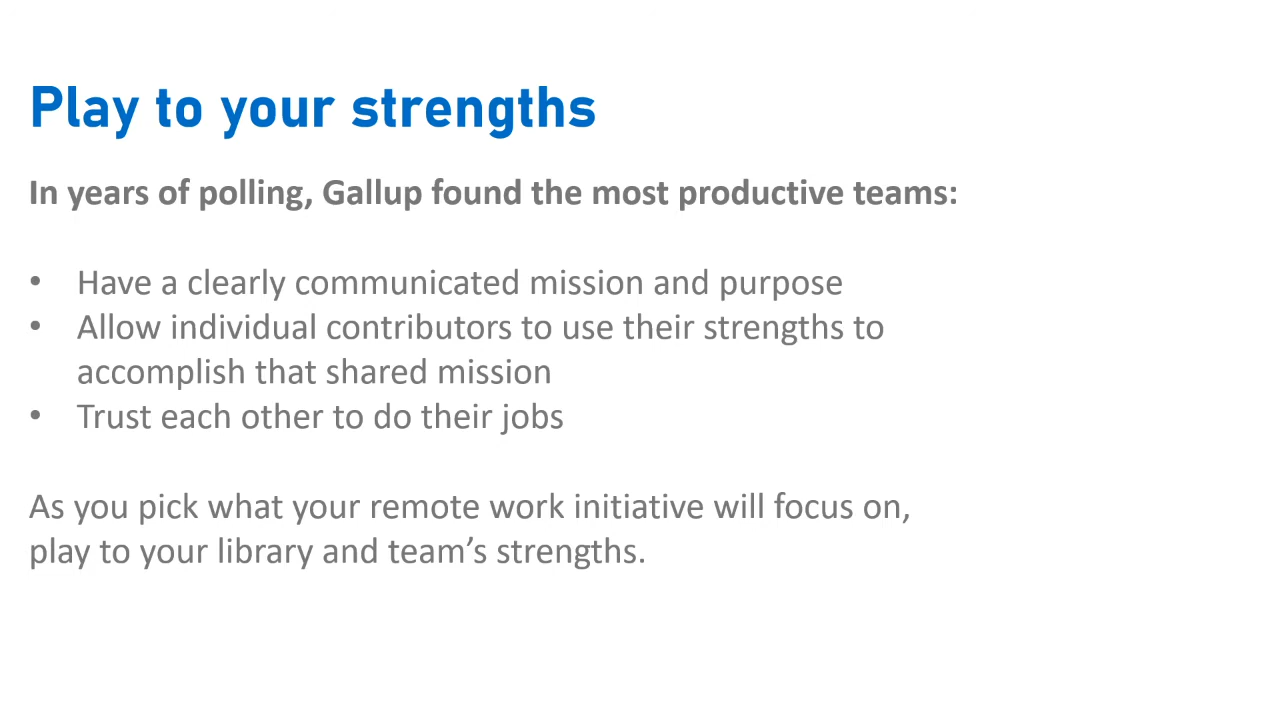 Play to your strengths
In years of polling, Gallup found the most productive teams:
• Have a clearly communicated mission and purpose
• Allow individual contributors to use their strengths to
accomplish that shared mission
• Trust each other to do their jobs
As you pick what your remote work initiative will focus on,
play to your library and team’s strengths.